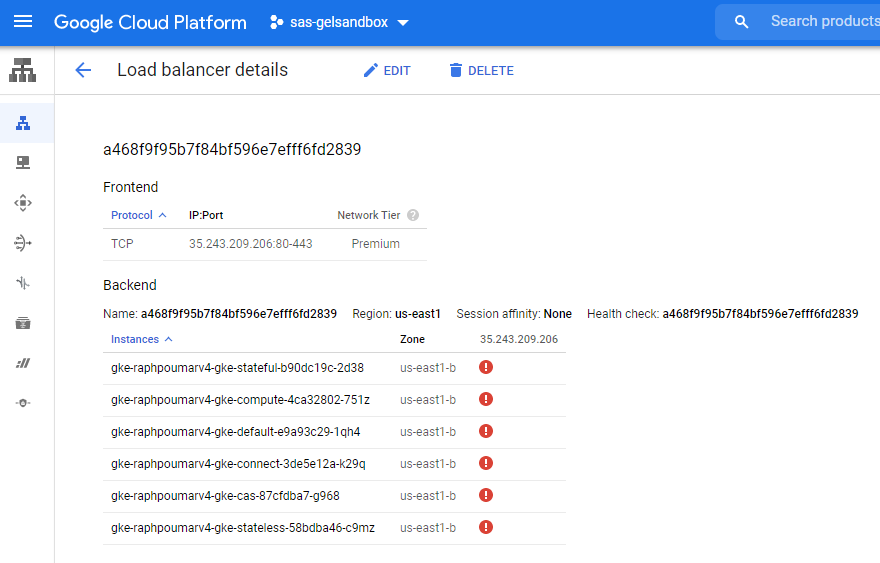 Google Cloud Platform sas-gelsandbox Search products
Load balancer details EDIT DELETE
a468f9f95b7f84bf596e7efff6fd2839
Frontend
Protocol IP:Port Network Tier ?
TCP 35.243.209.206:80-443 Premium
Backend
Name: a468f9f95b7f84bf596e7efff6fd2839 Region: us-east1 Session affinity: None Health check: a468f9f95b7f84bf596e7efff6fd2839
Instances Zone 35.243.209.206
gke-raphpoumarv4-gke-stateful-b90dc19c-2d38 us-east1-b
gke-raphpoumarv4-gke-compute-4ca32802-751z us-east1-b
gke-raphpoumarv4-gke-default-e9a93c29-1qh4 us-east1-b
gke-raphpoumarv4-gke-connect-3de5e12a-k29q us-east1-b
gke-raphpoumarv4-gke-cas-87cfdba7-g968 us-east1-b
gke-raphpoumarv4-gke-stateless-58bdba46-c9mz us-east1-b